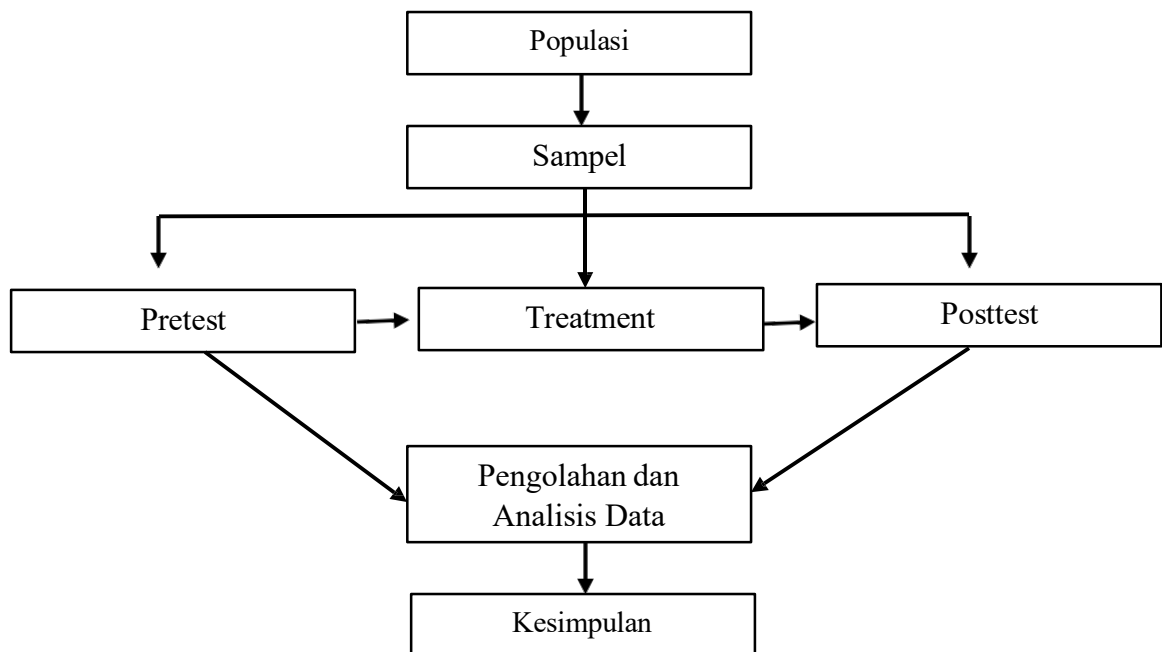 Populasi
Sampel
Pretest
Treatment
Posttest
Pengolahan dan
Analisis Data
Kesimpulan